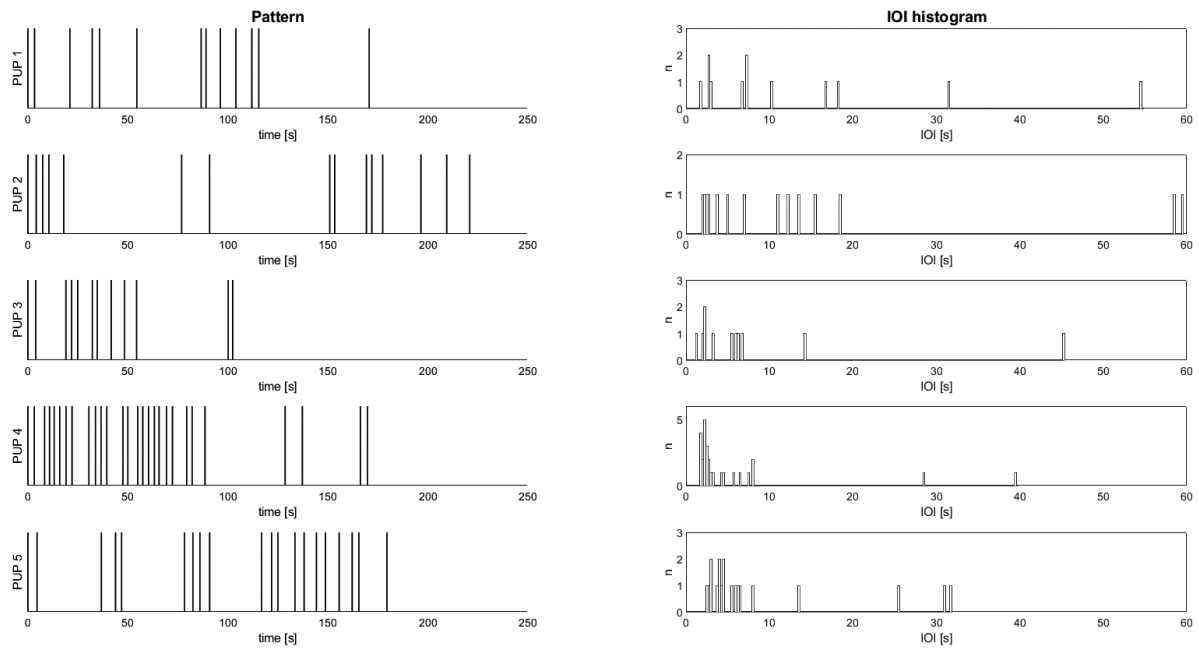 Pattern
IOI histogram
PUP 1
0 50 100 150 200 250
time [s]
n
3
2
1
0
0 10 20 30 40 50 60
IOI [s]
PUP 2
0 50 100 150 200 250
time [s]
n
2
1
0
0 10 20 30 40 50 60
IOI [s]
PUP 3
0 50 100 150 200 250
time [s]
n
3
2
1
0
0 10 20 30 40 50 60
IOI [s]
PUP 4
0 50 100 150 200 250
time [s]
n
5
0
0 10 20 30 40 50 60
IOI [s]
PUP 5
0 50 100 150 200 250
time [s]
n
3
2
1
0
0 10 20 30 40 50 60
IOI [s]